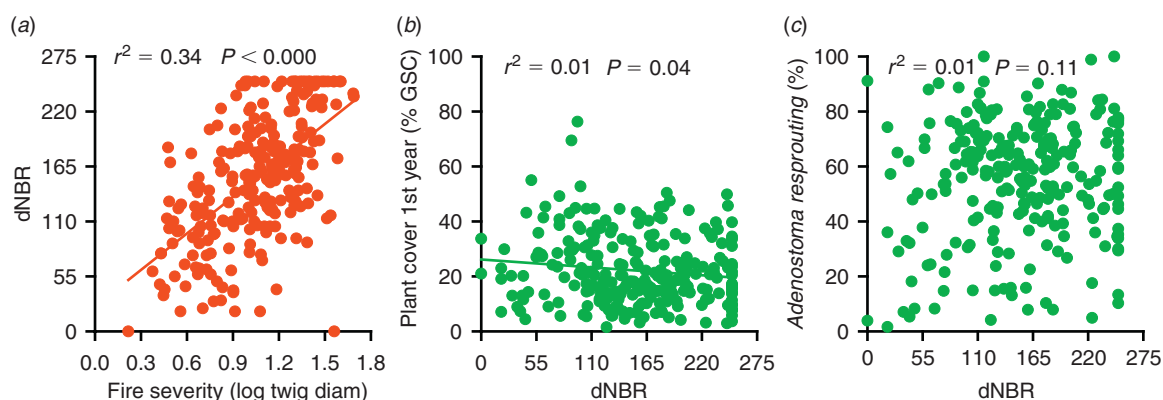 (a)
dNBR
r² = 0.34 P < 0.000
275
220
165
110
55
0
0.0 0.3 0.6 0.9 1.2 1.5 1.8
Fire severity (log twig diam)
(b)
Plant cover 1st year (% GSC)
r² = 0.01 P = 0.04
100
80
60
40
20
0
0 55 110 165 220 275
dNBR
(c)
Adenostoma resprouting (%)
r² = 0.01 P = 0.11
100
80
60
40
20
0
0 55 110 165 220 275
dNBR